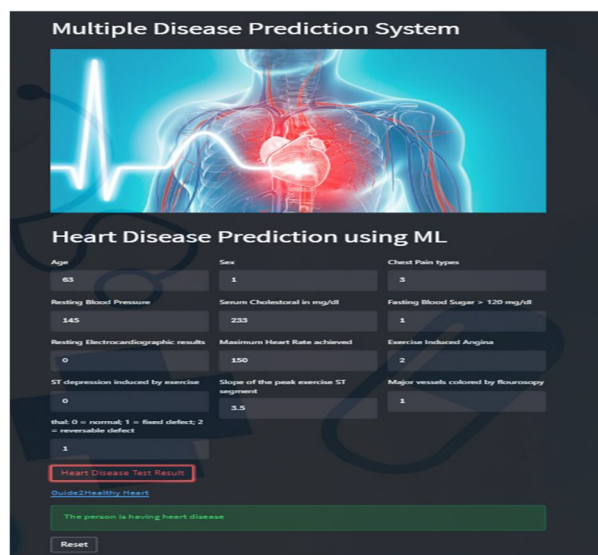 Multiple Disease Prediction System
Heart Disease Prediction using ML
Age
Sex
Chest Pain types
63
1
3
Resting Blood Pressure
Serum Cholestoral in mg/dl
Fasting Blood Sugar > 120 mg/dl
145
233
1
Resting Electrocardiographic results
Maximum Heart Rate achieved
Exercise Induced Angina
0
150
2
ST depression induced by exercise
Slope of the peak exercise ST
segment
Major vessels colored by flourosopy
0
3.5
1
thal: 0 = normal; 1 = fixed defect; 2
= reversable defect
1
Heart Disease Test Result
Guide2Healthy Heart
The person is having heart disease
Reset